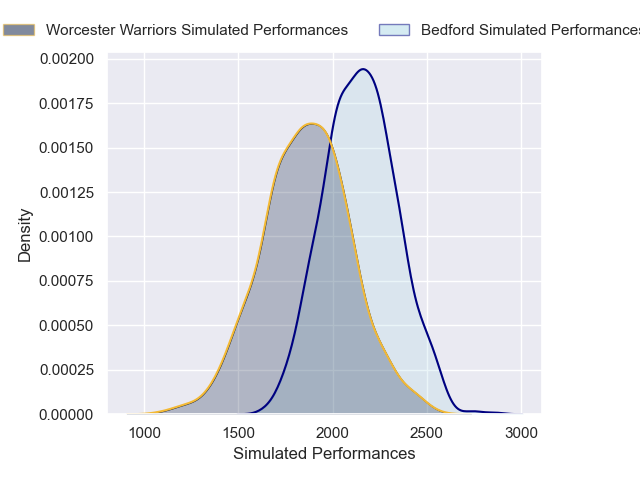 Worcester Warriors Simulated Performances Bedford Simulated Performances
0.00200
0.00175
0.00150
0.00125
0.00100
0.00075
0.00050
0.00025
0.00000
Density
1000 1500 2000 2500 3000
Simulated Performances